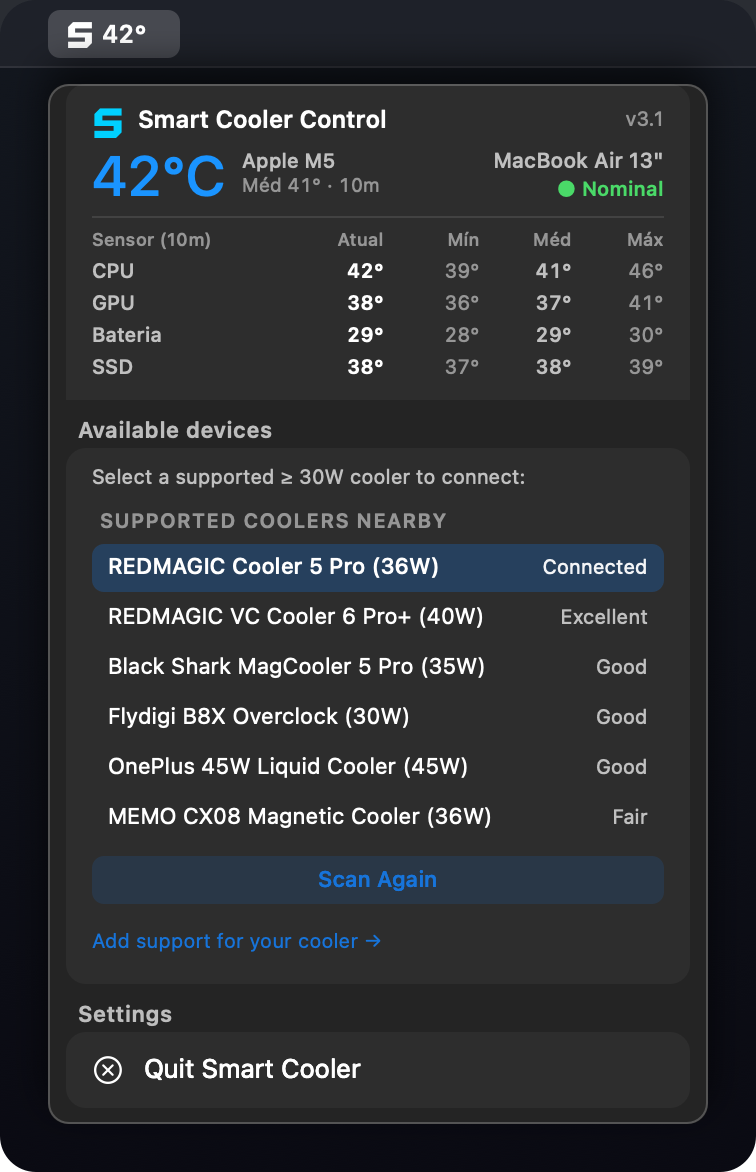 42°
Smart Cooler Control v3.1
42°C Apple M5 MacBook Air 13"
Méd 41° · 10m Nominal
Sensor (10m) Atual Mín Méd Máx
CPU 42° 39° 41° 46°
GPU 38° 36° 37° 41°
Bateria 29° 28° 29° 30°
SSD 38° 37° 38° 39°
Available devices
Select a supported ≥ 30W cooler to connect:
SUPPORTED COOLERS NEARBY
REDMAGIC Cooler 5 Pro (36W) Connected
REDMAGIC VC Cooler 6 Pro+ (40W) Excellent
Black Shark MagCooler 5 Pro (35W) Good
Flydigi B8X Overclock (30W) Good
OnePlus 45W Liquid Cooler (45W) Good
MEMO CX08 Magnetic Cooler (36W) Fair
Scan Again
Add support for your cooler →
Settings
Quit Smart Cooler